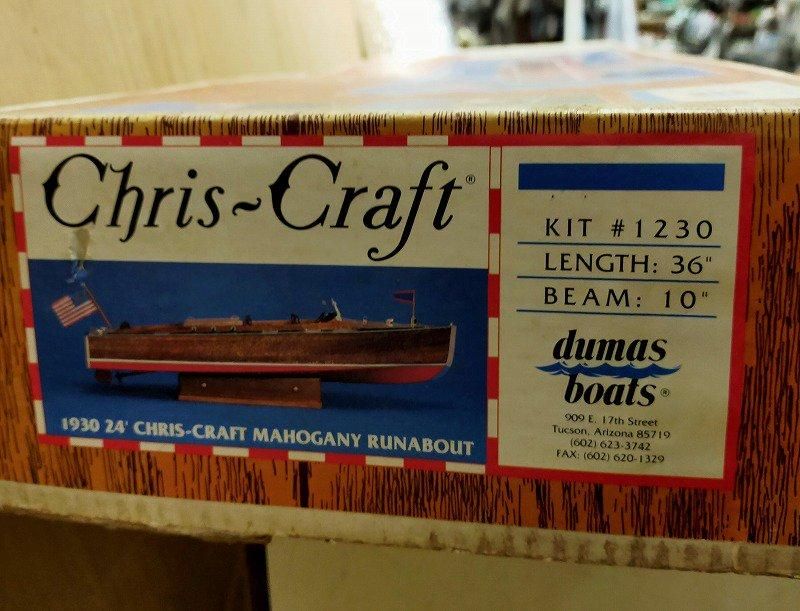 Chris~Craft®
1930 24' CHRIS-CRAFT MAHOGANY RUNABOUT
KIT #1230
LENGTH: 36"
BEAM: 10"
dumas
boats®
909 E. 17th Street
Tucson, Arizona 85719
(602) 623-3742
FAX: (602) 620-1329